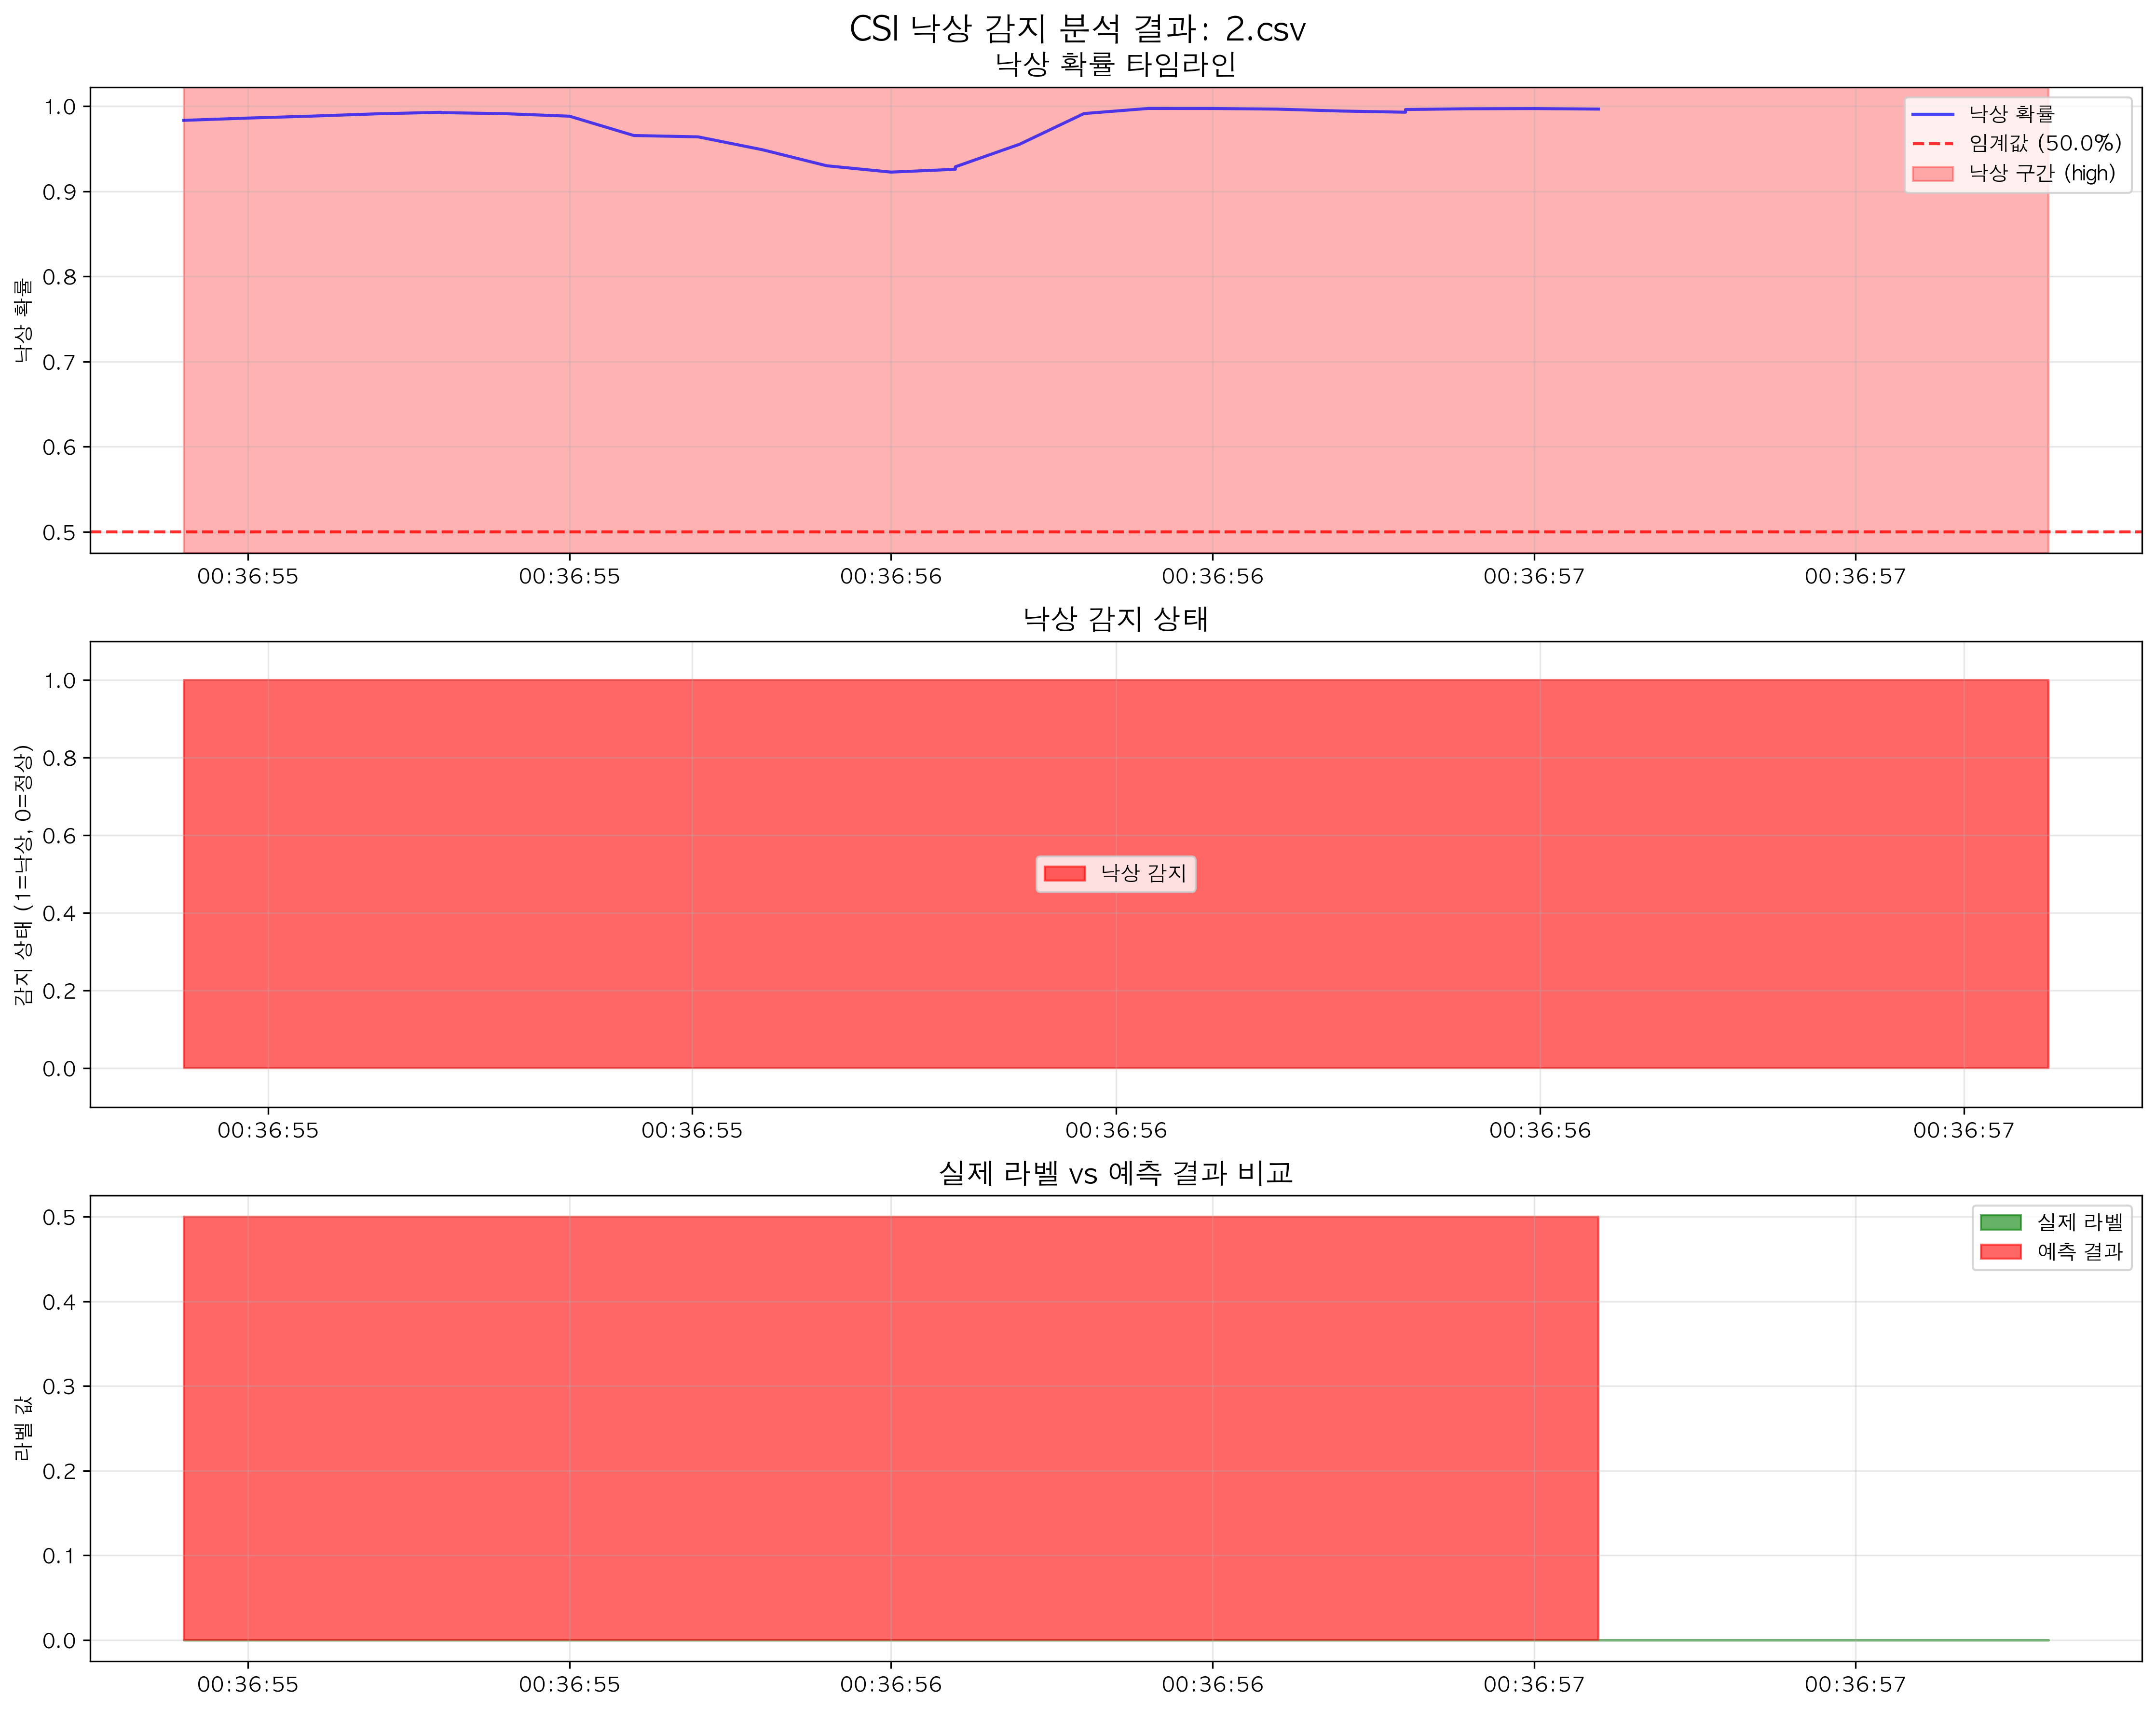 CSI 낙상 감지 분석 결과: 2.csv
낙상 확률 타임라인
낙상 확률
1.0
0.9
0.8
0.7
0.6
0.5
낙상 확률
임계값 (50.0%)
낙상 구간 (high)
00:36:55
00:36:55
00:36:56
00:36:56
00:36:57
00:36:57
낙상 감지 상태
감지 상태 (1=낙상, 0=정상)
1.0
0.8
0.6
0.4
0.2
0.0
낙상 감지
00:36:55
00:36:55
00:36:56
00:36:56
00:36:57
실제 라벨 vs 예측 결과 비교
라벨 값
0.5
0.4
0.3
0.2
0.1
0.0
실제 라벨
예측 결과
00:36:55
00:36:55
00:36:56
00:36:56
00:36:57
00:36:57